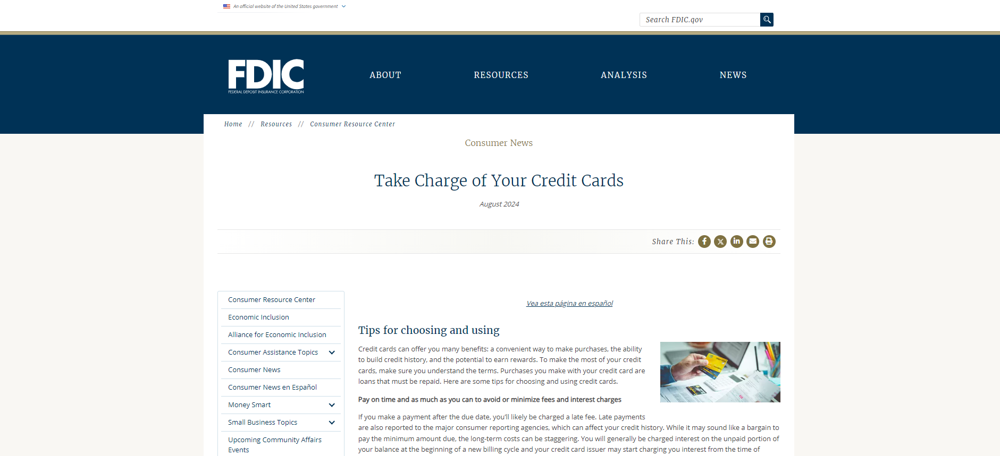 An official website of the United States government
Search FDIC.gov
FDIC
FEDERAL DEPOSIT INSURANCE CORPORATION
ABOUT
RESOURCES
ANALYSIS
NEWS
Home // Resources // Consumer Resource Center
Consumer News
Take Charge of Your Credit Cards
August 2024
Share This:
Consumer Resource Center
Economic Inclusion
Alliance for Economic Inclusion
Consumer Assistance Topics
Consumer News
Consumer News en Español
Money Smart
Small Business Topics
Upcoming Community Affairs
Events
Vea esta página en español
Tips for choosing and using
Credit cards can offer you many benefits: a convenient way to make purchases, the ability
to build credit history, and the potential to earn rewards. To make the most of your credit
cards, make sure you understand the terms. Purchases you make with your credit card are
loans that must be repaid. Here are some tips for choosing and using credit cards.
Pay on time and as much as you can to avoid or minimize fees and interest charges
If you make a payment after the due date, you’ll likely be charged a late fee. Late payments
are also reported to the major consumer reporting agencies, which can affect your credit history. While it may sound like a bargain to
pay the minimum amount due, the long-term costs can be staggering. You will generally be charged interest on the unpaid portion of
your balance at the beginning of a new billing cycle and your credit card issuer may start charging you interest from the time of